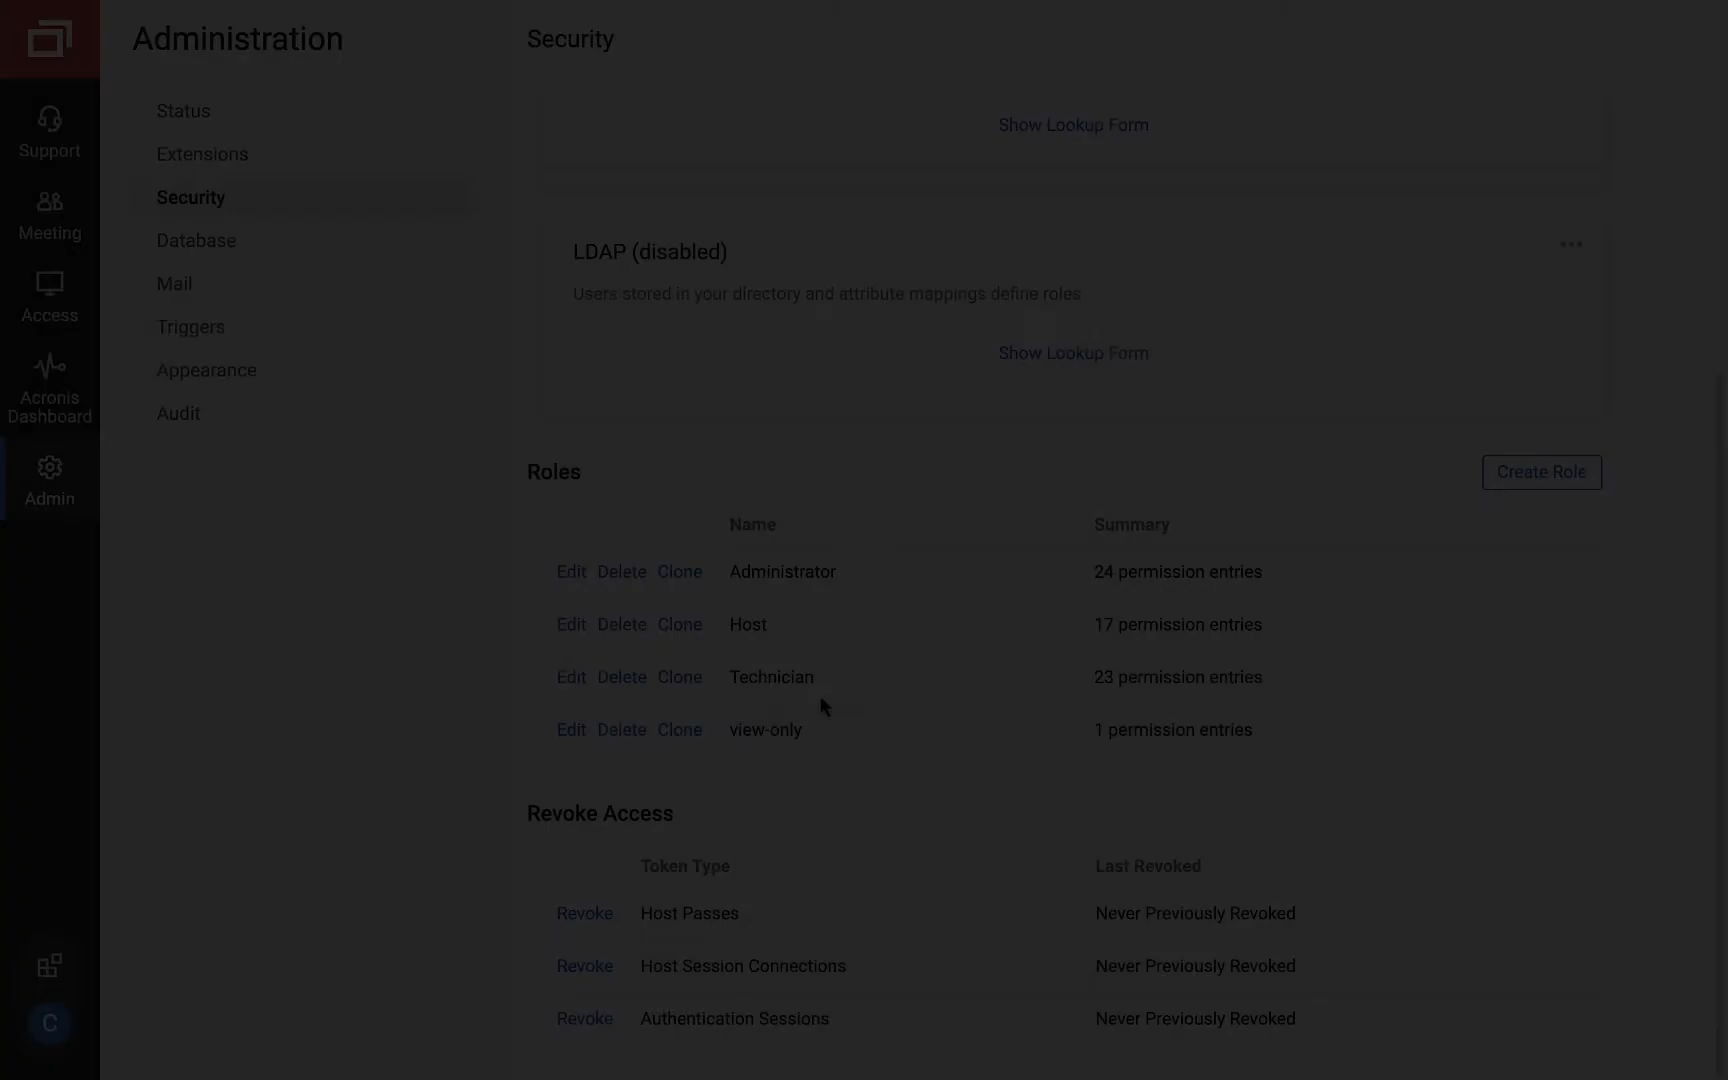 Administration
Security
Support
Meeting
Access
Acronis
Dashboard
Admin
C
Status
Extensions
Security
Database
Mail
Triggers
Appearance
Audit
Show Lookup Form
LDAP (disabled)
Users stored in your directory and attribute mappings define roles
Show Lookup Form
Roles
Create Role
Name Summary
Edit Delete Clone Administrator 24 permission entries
Edit Delete Clone Host 17 permission entries
Edit Delete Clone Technician 23 permission entries
Edit Delete Clone view-only 1 permission entries
Revoke Access
Token Type Last Revoked
Revoke Host Passes Never Previously Revoked
Revoke Host Session Connections Never Previously Revoked
Revoke Authentication Sessions Never Previously Revoked